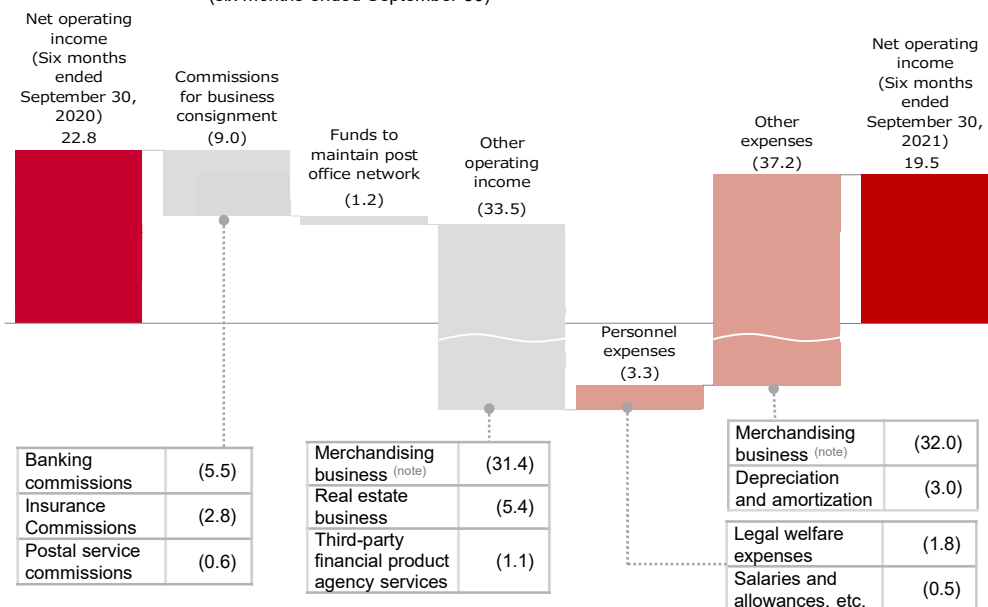 (six months ended September 30)
Net operating
income
(Six months
ended
September 30,
2020)
22.8
Commissions
for business
consignment
(9.0)
Funds to
maintain post
office network
(1.2)
Other
operating
income
(33.5)
Personnel
expenses
(3.3)
Other
expenses
(37.2)
Net operating
income
(Six months
ended
September 30,
2021)
19.5
Banking
commissions
(5.5)
Insurance
Commissions
(2.8)
Postal service
commissions
(0.6)
Merchandising
business (note)
(31.4)
Real estate
business
(5.4)
Third-party
financial product
agency services
(1.1)
Merchandising
business (note)
(32.0)
Depreciation
and amortization
(3.0)
Legal welfare
expenses
(1.8)
Salaries and
allowances, etc.
(0.5)